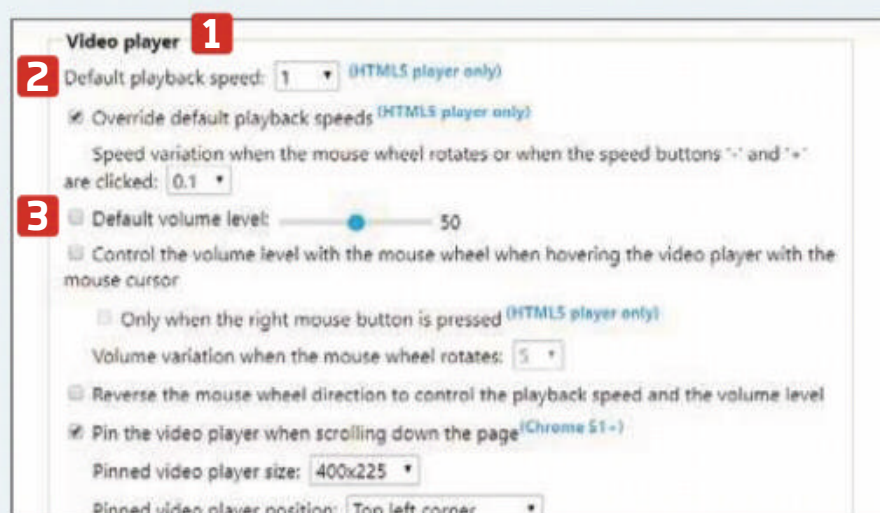 Video player 1
2 Default playback speed: 1 (HTML5 player only)
Override default playback speeds (HTML5 player only)
Speed variation when the mouse wheel rotates or when the speed buttons '-' and '+'
are clicked: 0.1
3 Default volume level: 50
Control the volume level with the mouse wheel when hovering the video player with the
mouse cursor
Only when the right mouse button is pressed (HTML5 player only)
Volume variation when the mouse wheel rotates: 5
Reverse the mouse wheel direction to control the playback speed and the volume level
Pin the video player when scrolling down the page (Chrome 51+)
Pinned video player size: 400x225
Pinned video player position: Top left corner